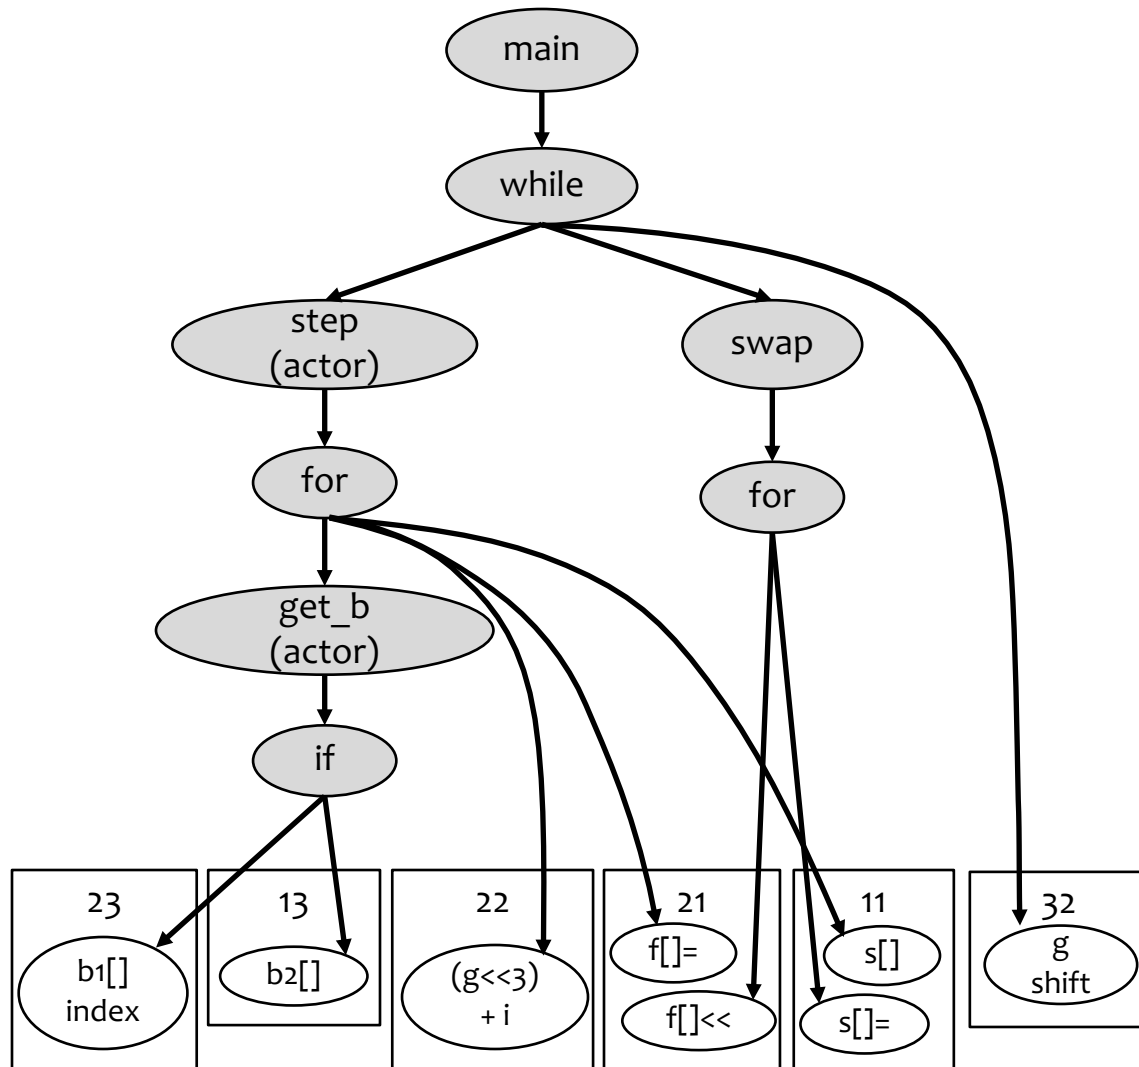 main
while
step
(actor)
swap
for
for
get_b
(actor)
if
23
13
22
21
11
32
b1[]
index
b2[]
(g<<3)
+ i
f[]=
f[]<<
s[]
s[]=
g
shift